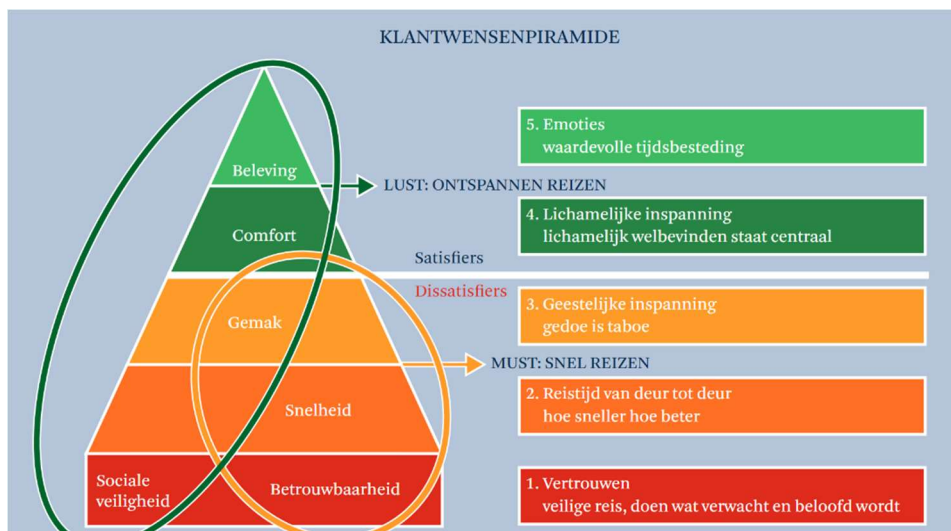 KLANTWENSENPIRAMIDE
Beleving
Comfort
Gemak
Snelheid
Sociale
veiligheid
Betrouwbaarheid
LUST: ONTSPANNEN REIZEN
Satisfiers
Dissatisfiers
MUST: SNEL REIZEN
5. Emoties
waardevolle tijdsbesteding
4. Lichamelijke inspanning
lichamelijk welbevinden staat centraal
3. Geestelijke inspanning
gedoe is taboe
2. Reistijd van deur tot deur
hoe sneller hoe beter
1. Vertrouwen
veilige reis, doen wat verwacht en beloofd wordt